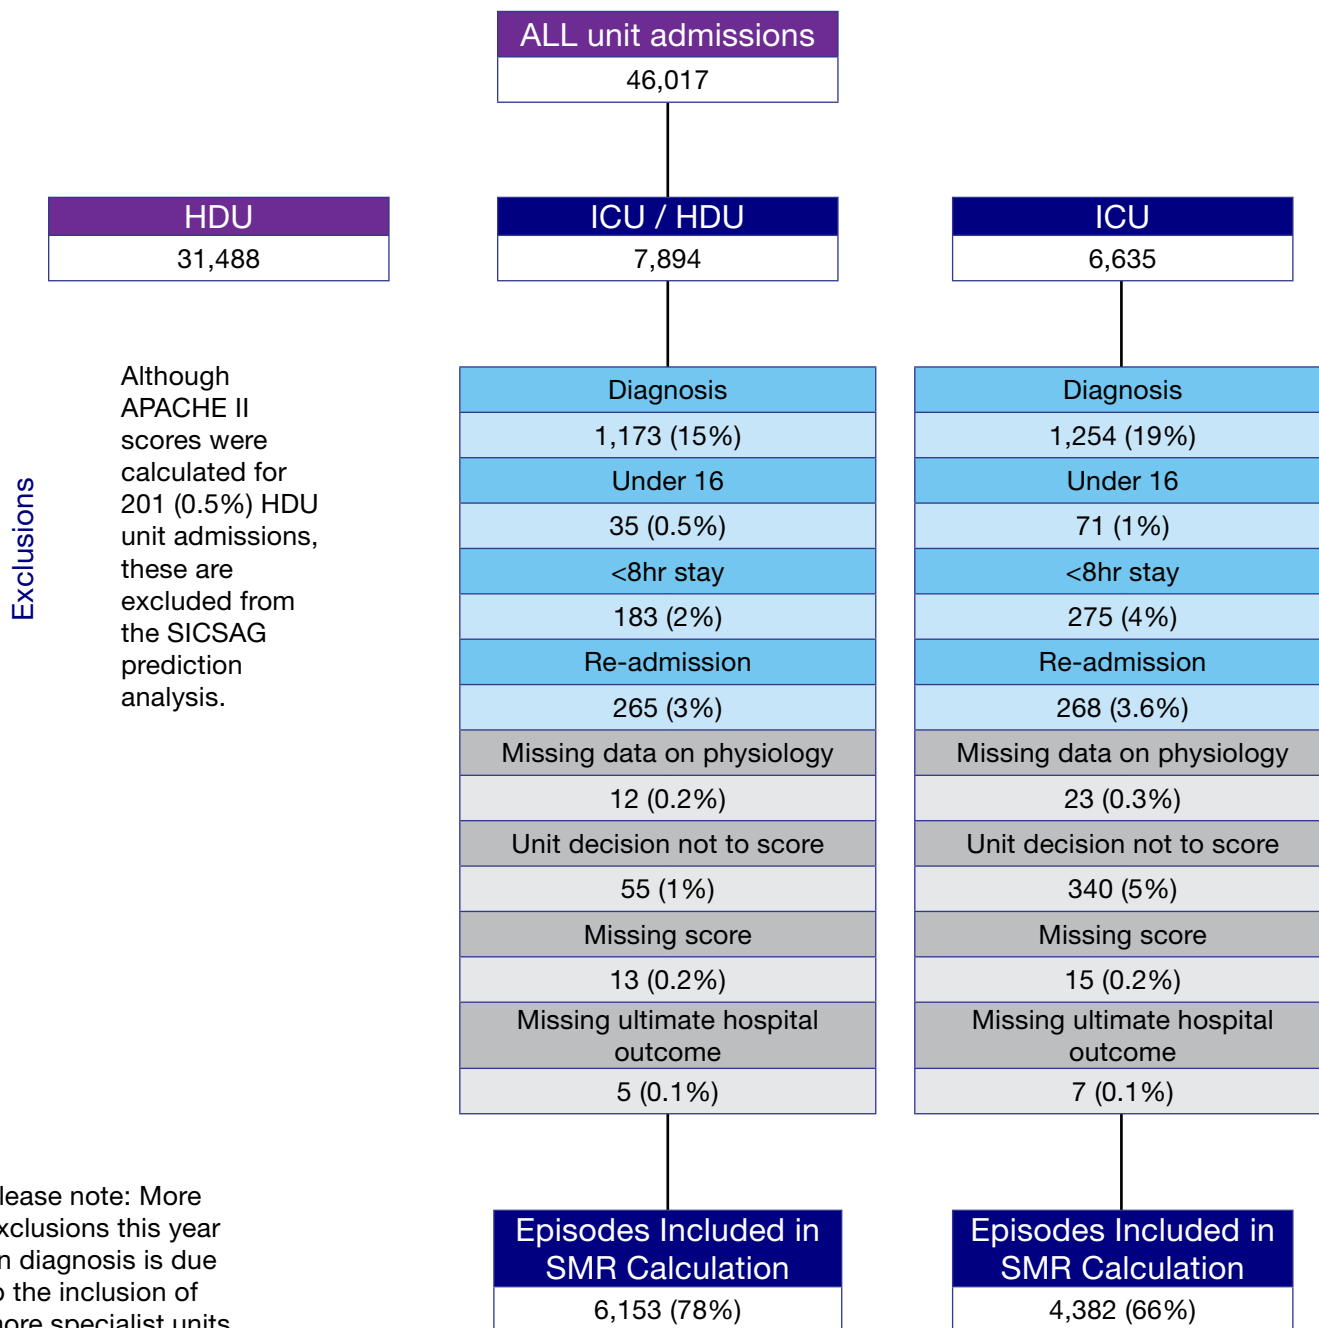 ALL unit admissions
46,017
HDU
31,488
ICU / HDU
7,894
ICU
6,635
Exclusions
Although
APACHE II
scores were
calculated for
201 (0.5%) HDU
unit admissions,
these are
excluded from
the SICSAG
prediction
analysis.
Diagnosis
1,173 (15%)
Under 16
35 (0.5%)
<8hr stay
183 (2%)
Re-admission
265 (3%)
Missing data on physiology
12 (0.2%)
Unit decision not to score
55 (1%)
Missing score
13 (0.2%)
Missing ultimate hospital
outcome
5 (0.1%)
Diagnosis
1,254 (19%)
Under 16
71 (1%)
<8hr stay
275 (4%)
Re-admission
268 (3.6%)
Missing data on physiology
23 (0.3%)
Unit decision not to score
340 (5%)
Missing score
15 (0.2%)
Missing ultimate hospital
outcome
7 (0.1%)
lease note: More
xclusions this year
n diagnosis is due
o the inclusion of
nore specialist units
Episodes Included in
SMR Calculation
6,153 (78%)
Episodes Included in
SMR Calculation
4,382 (66%)